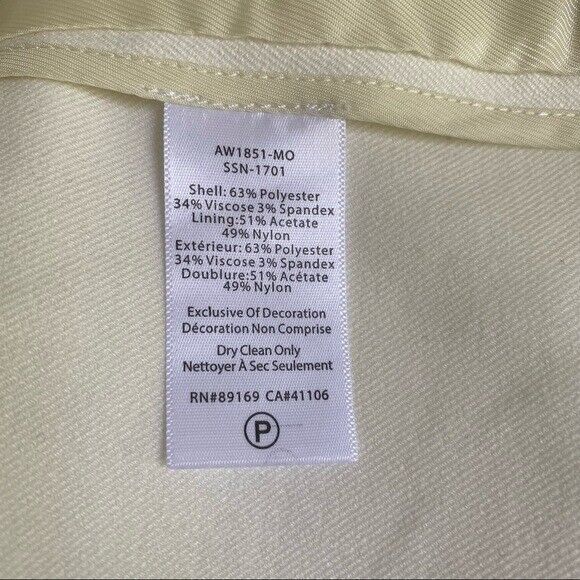 AW1851-MO
SSN-1701
Shell: 63% Polyester
34% Viscose 3% Spandex
Lining:51% Acetate
49% Nylon
Extérieur: 63% Polyester
34% Viscose 3% Spandex
Doublure:51% Acétate
49% Nylon
Exclusive Of Decoration
Décoration Non Comprise
Dry Clean Only
Nettoyer À Sec Seulement
RN#89169 CA#41106
P